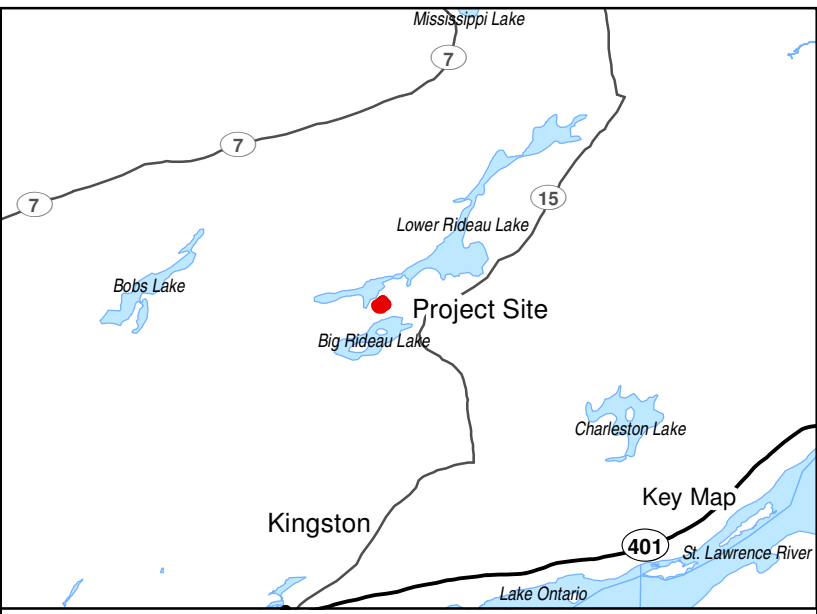 Mississippi Lake
7
7
15
7
Lower Rideau Lake
Bobs Lake
Project Site
Big Rideau Lake
Charleston Lake
Key Map
Kingston
401
St. Lawrence River
Lake Ontario